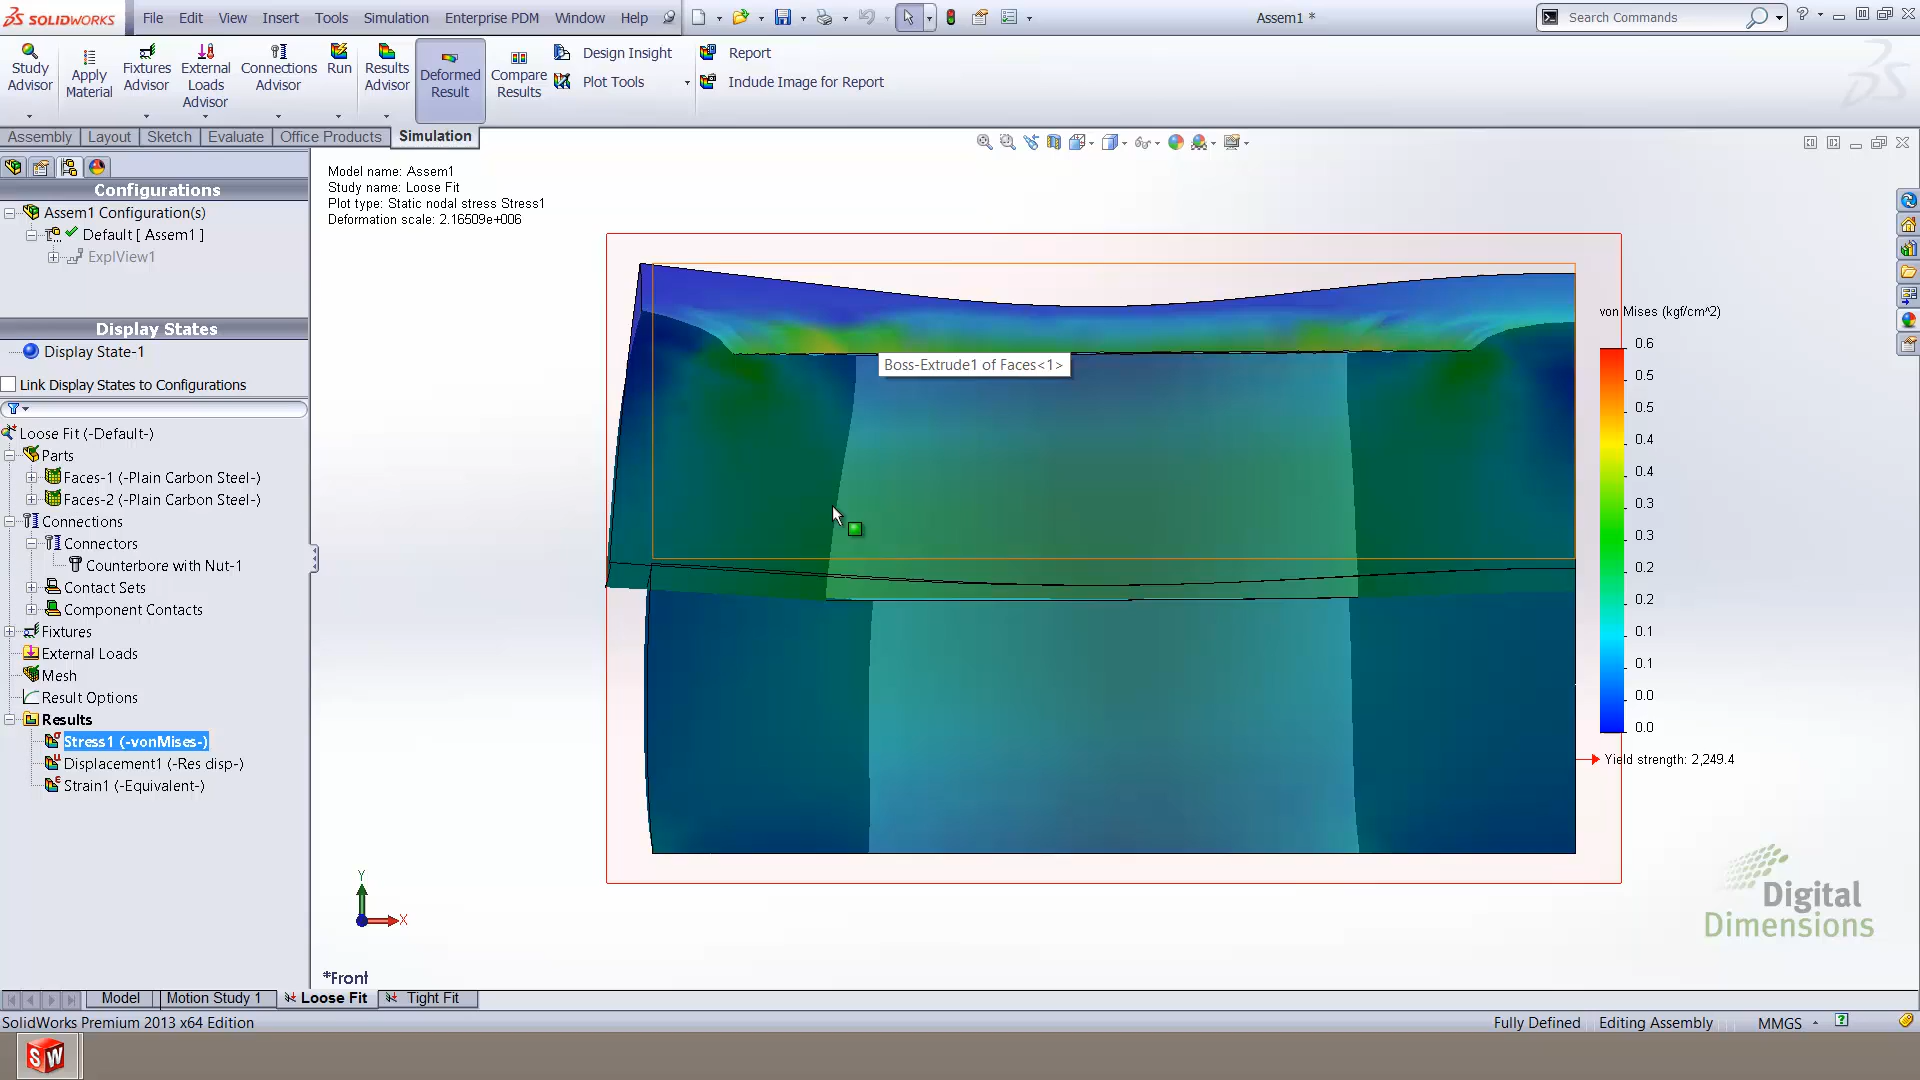 SOLIDWORKS
File Edit View Insert Tools Simulation Enterprise PDM Window Help
Assem1 *
Search Commands
Study Advisor
Apply Material
Fixtures Advisor
External Loads Advisor
Connections Advisor
Run
Results Advisor
Deformed Result
Compare Results
Design Insight
Plot Tools
Report
Include Image for Report
Assembly Layout Sketch Evaluate Office Products Simulation
Configurations
Assem1 Configuration(s)
Default [ Assem1 ]
ExplView1
Display States
Display State-1
Link Display States to Configurations
Loose Fit (-Default-)
Parts
Faces-1 (-Plain Carbon Steel-)
Faces-2 (-Plain Carbon Steel-)
Connections
Connectors
Counterbore with Nut-1
Contact Sets
Component Contacts
Fixtures
External Loads
Mesh
Result Options
Results
Stress1 (-vonMises-)
Displacement1 (-Res disp-)
Strain1 (-Equivalent-)
Model name: Assem1
Study name: Loose Fit
Plot type: Static nodal stress Stress1
Deformation scale: 2.16509e+006
Boss-Extrude1 of Faces<1>
von Mises (kgf/cm^2)
0.6
0.5
0.5
0.4
0.4
0.3
0.3
0.2
0.2
0.1
0.1
0.0
0.0
Yield strength: 2,249.4
Y
X
*Front
Digital
Dimensions
Model Motion Study 1 Loose Fit Tight Fit
SolidWorks Premium 2013 x64 Edition
Fully Defined Editing Assembly MMGS
SW